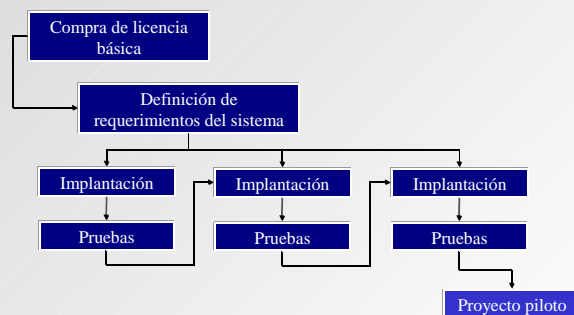 Compra de licencia
básica
Definición de
requerimientos del sistema
Implantación
Implantación
Implantación
Pruebas
Pruebas
Pruebas
Proyecto piloto